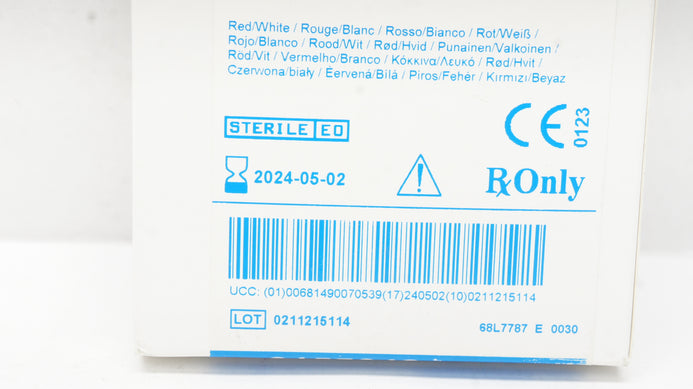 Red/White / Rouge/Blanc / Rosso/Bianco / Rot/Weiß /
Rojo/Blanco / Rood/Wit / Rød/Hvid / Punainen/Valkoinen /
Röd/Vit / Vermelho/Branco / Κόκκινα/Λευκό / Rød/Hvit /
Czerwona/biały / Èervená/Bílá / Piros/Fehér / Kırmızı/Beyaz
STERILE EO
CE 0123
2024-05-02
Rx Only
UCC: (01)00681490070539(17)240502(10)0211215114
LOT 0211215114
68L7787 E 0030